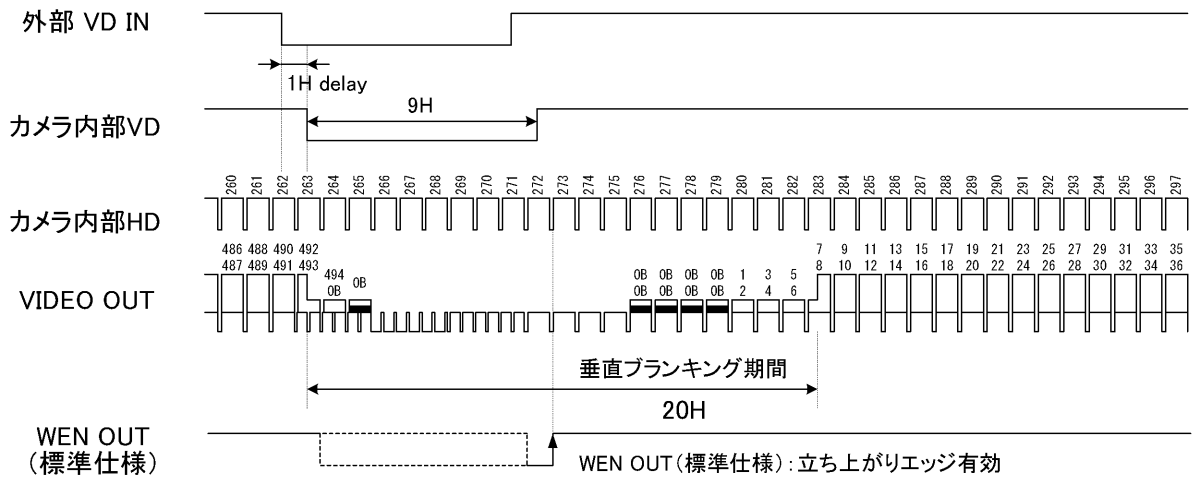 外部 VD IN
1H delay
カメラ内部VD
9H
カメラ内部HD
260 261 262 263 264 265 266 267 268 269 270 271 272 273 274 275 276 277 278 279 280 281 282 283 284 285 286 287 288 289 290 291 292 293 294 295 296 297
VIDEO OUT
486 488 490 492 494 OB OB OB OB OB 1 3 5 7 9 11 13 15 17 19 21 23 25 27 29 31 33 35
487 489 491 493 OB OB OB OB OB 2 4 6 8 10 12 14 16 18 20 22 24 26 28 30 32 34 36
垂直ブランキング期間
20H
WEN OUT
(標準仕様)
WEN OUT(標準仕様):立ち上がりエッジ有効